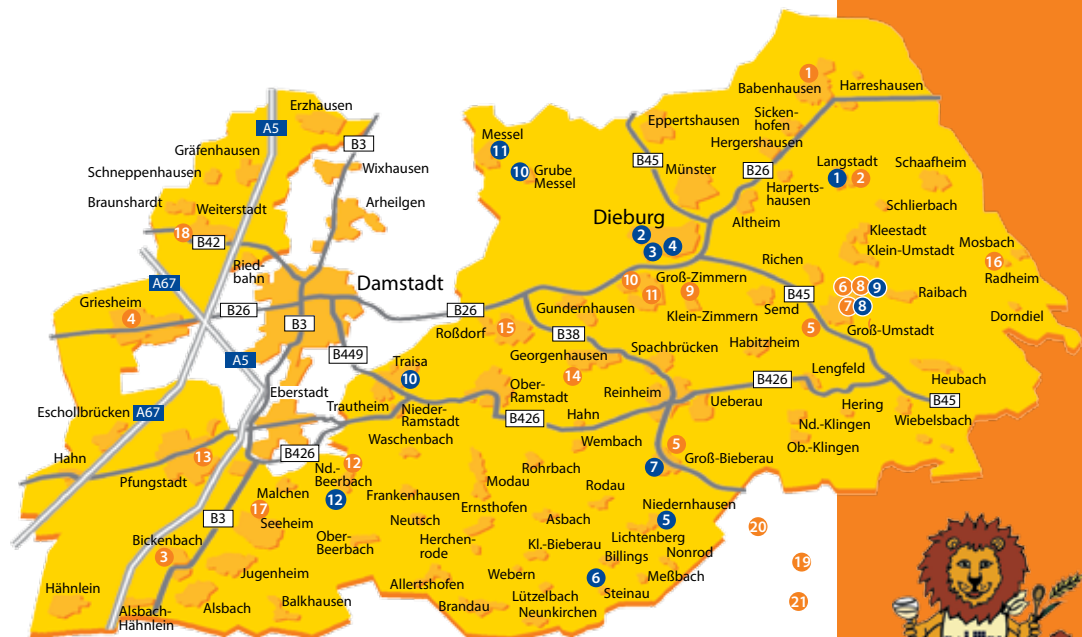 1
Babenhausen
Harreshausen
Erzhausen
A5
Sicken-
hofen
Eppertshausen
Messel
11
B3
Gräfenhausen
Hergershausen
B45
Schneppenhausen
Wixhausen
10
Grube
Messel
Münster
B26
Langstadt
1
2
Schaafheim
Harperts-
hausen
Braunshardt
Weiterstadt
Arheilgen
Schlierbach
Dieburg
Altheim
18
B42
2
3
4
Kleestadt
Klein-Umstadt
Mosbach
16
Radheim
Ried-
bahn
Richen
A67
Damstadt
10
11
Groß-Zimmern
9
6
8
9
7
8
Griesheim
4
B26
B26
Gundernhausen
Klein-Zimmern
Semd
B45
Raibach
B3
Roßdorf
15
B38
5
Groß-Umstadt
Dorndiel
Habitzheim
A5
B449
Traisa
10
Georgenhausen
14
Spachbrücken
Lengfeld
Eberstadt
Ober-
Ramstadt
Reinheim
B426
Heubach
Eschollbrücken
A67
Trautheim
Nieder-
Ramstadt
B426
Hahn
Ueberau
Hering
B45
Wiebelsbach
Nd.-Klingen
Waschenbach
Wembach
5
Ob.-Klingen
Hahn
13
B426
Nd.-
Beerbach
12
12
Rohrbach
7
Groß-Bieberau
Pfungstadt
Malchen
17
Seeheim
Frankenhausen
Modau
Rodau
Ernsthofen
Niedernhausen
5
B3
Neutsch
Asbach
20
Bickenbach
3
Ober-
Beerbach
Herchen-
rode
Kl.-Bieberau
Lichtenberg
Billings
Nonrod
19
Jugenheim
Allertshofen
Webern
6
Steinau
Meßbach
Hähnlein
Alsbach-
Hähnlein
Alsbach
Balkhausen
Brandau
Lützelbach
Neunkirchen
21